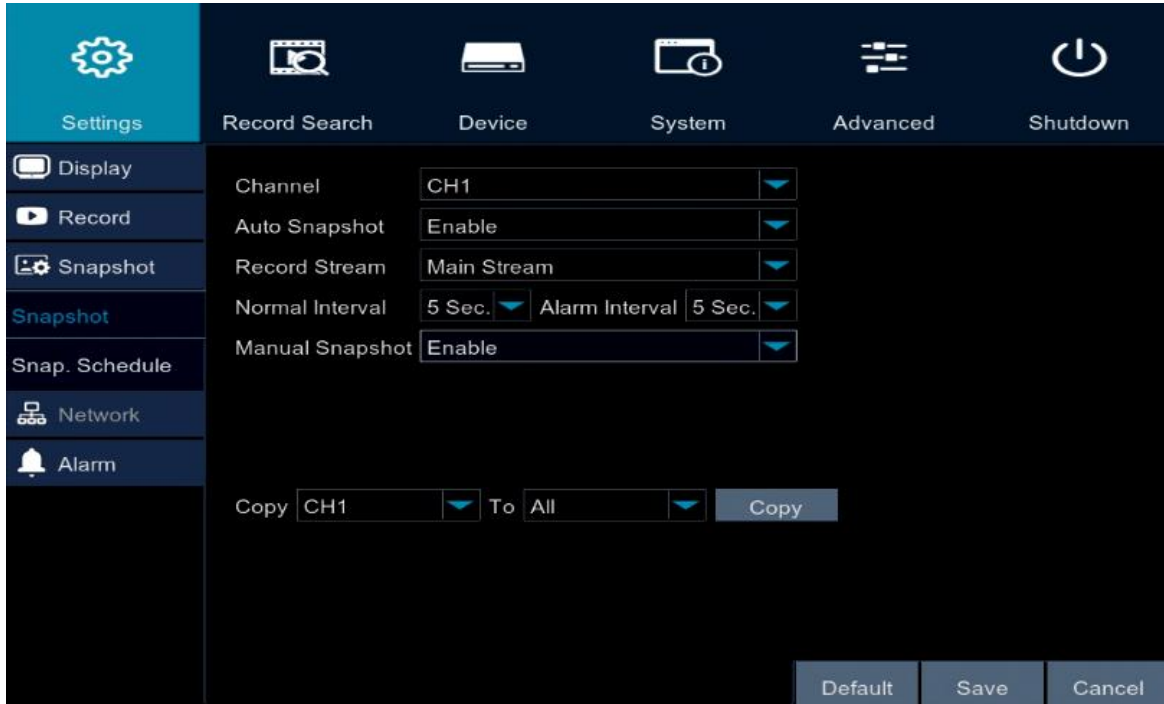 Settings Record Search Device System Advanced Shutdown
Display
Record
Snapshot
Snapshot
Snap. Schedule
Network
Alarm
Channel CH1
Auto Snapshot Enable
Record Stream Main Stream
Normal Interval 5 Sec. Alarm Interval 5 Sec.
Manual Snapshot Enable
Copy CH1 To All Copy
Default Save Cancel